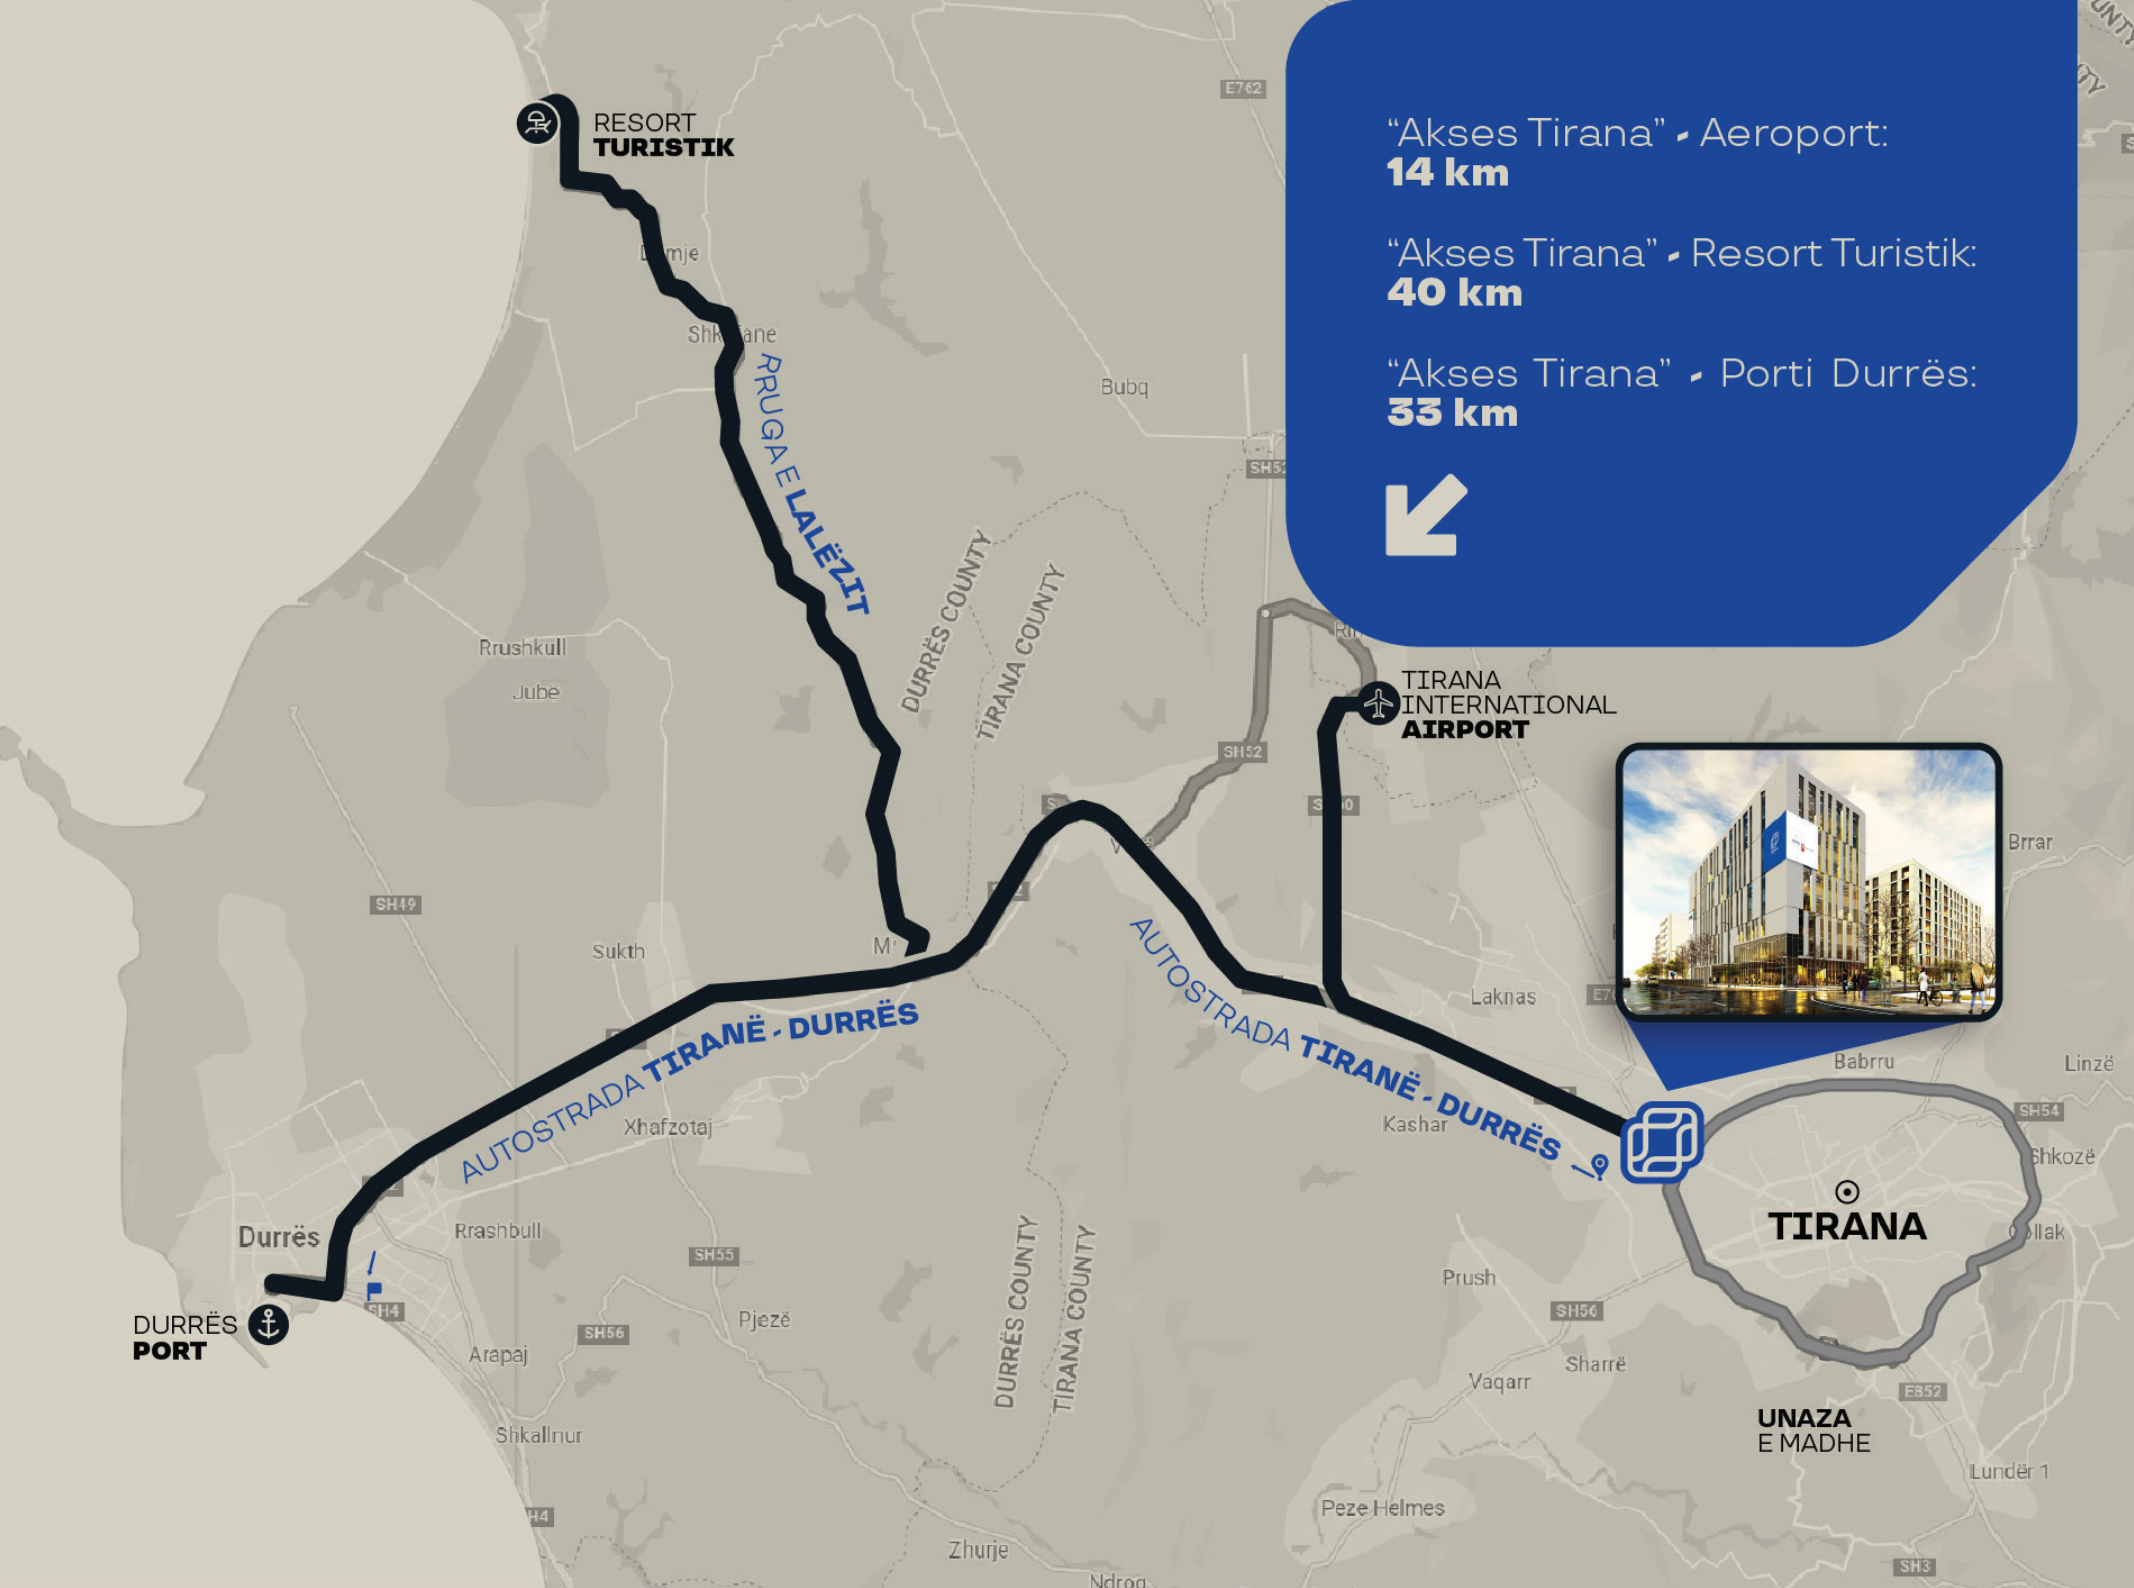 E762
RESORT
TURISTIK
"Akses Tirana" - Aeroport:
14 km
"Akses Tirana" - Resort Turistik:
40 km
"Akses Tirana" - Porti Durrës:
33 km
RRUGA E LALËZIT
Bubq
DURRËS COUNTY
TIRANA COUNTY
Rrushkull
Jubë
TIRANA
INTERNATIONAL
AIRPORT
SH52
Brrar
SH49
Sukth
AUTOSTRADA TIRANË - DURRËS
AUTOSTRADA TIRANË - DURRËS
Laknas
Babrru
Linzë
SH54
Kashar
Xhafzotaj
Shkozë
TIRANA
Durrës
Rrashbull
SH55
DURRËS COUNTY
TIRANA COUNTY
Prush
SH4
SH56
DURRËS
PORT
Pjezë
SH56
Arapaj
Sharrë
Vaqarr
E852
UNAZA
E MADHE
Shkallnur
Lundër 1
Peze Helmes
Zhurje
Ndroq
SH3